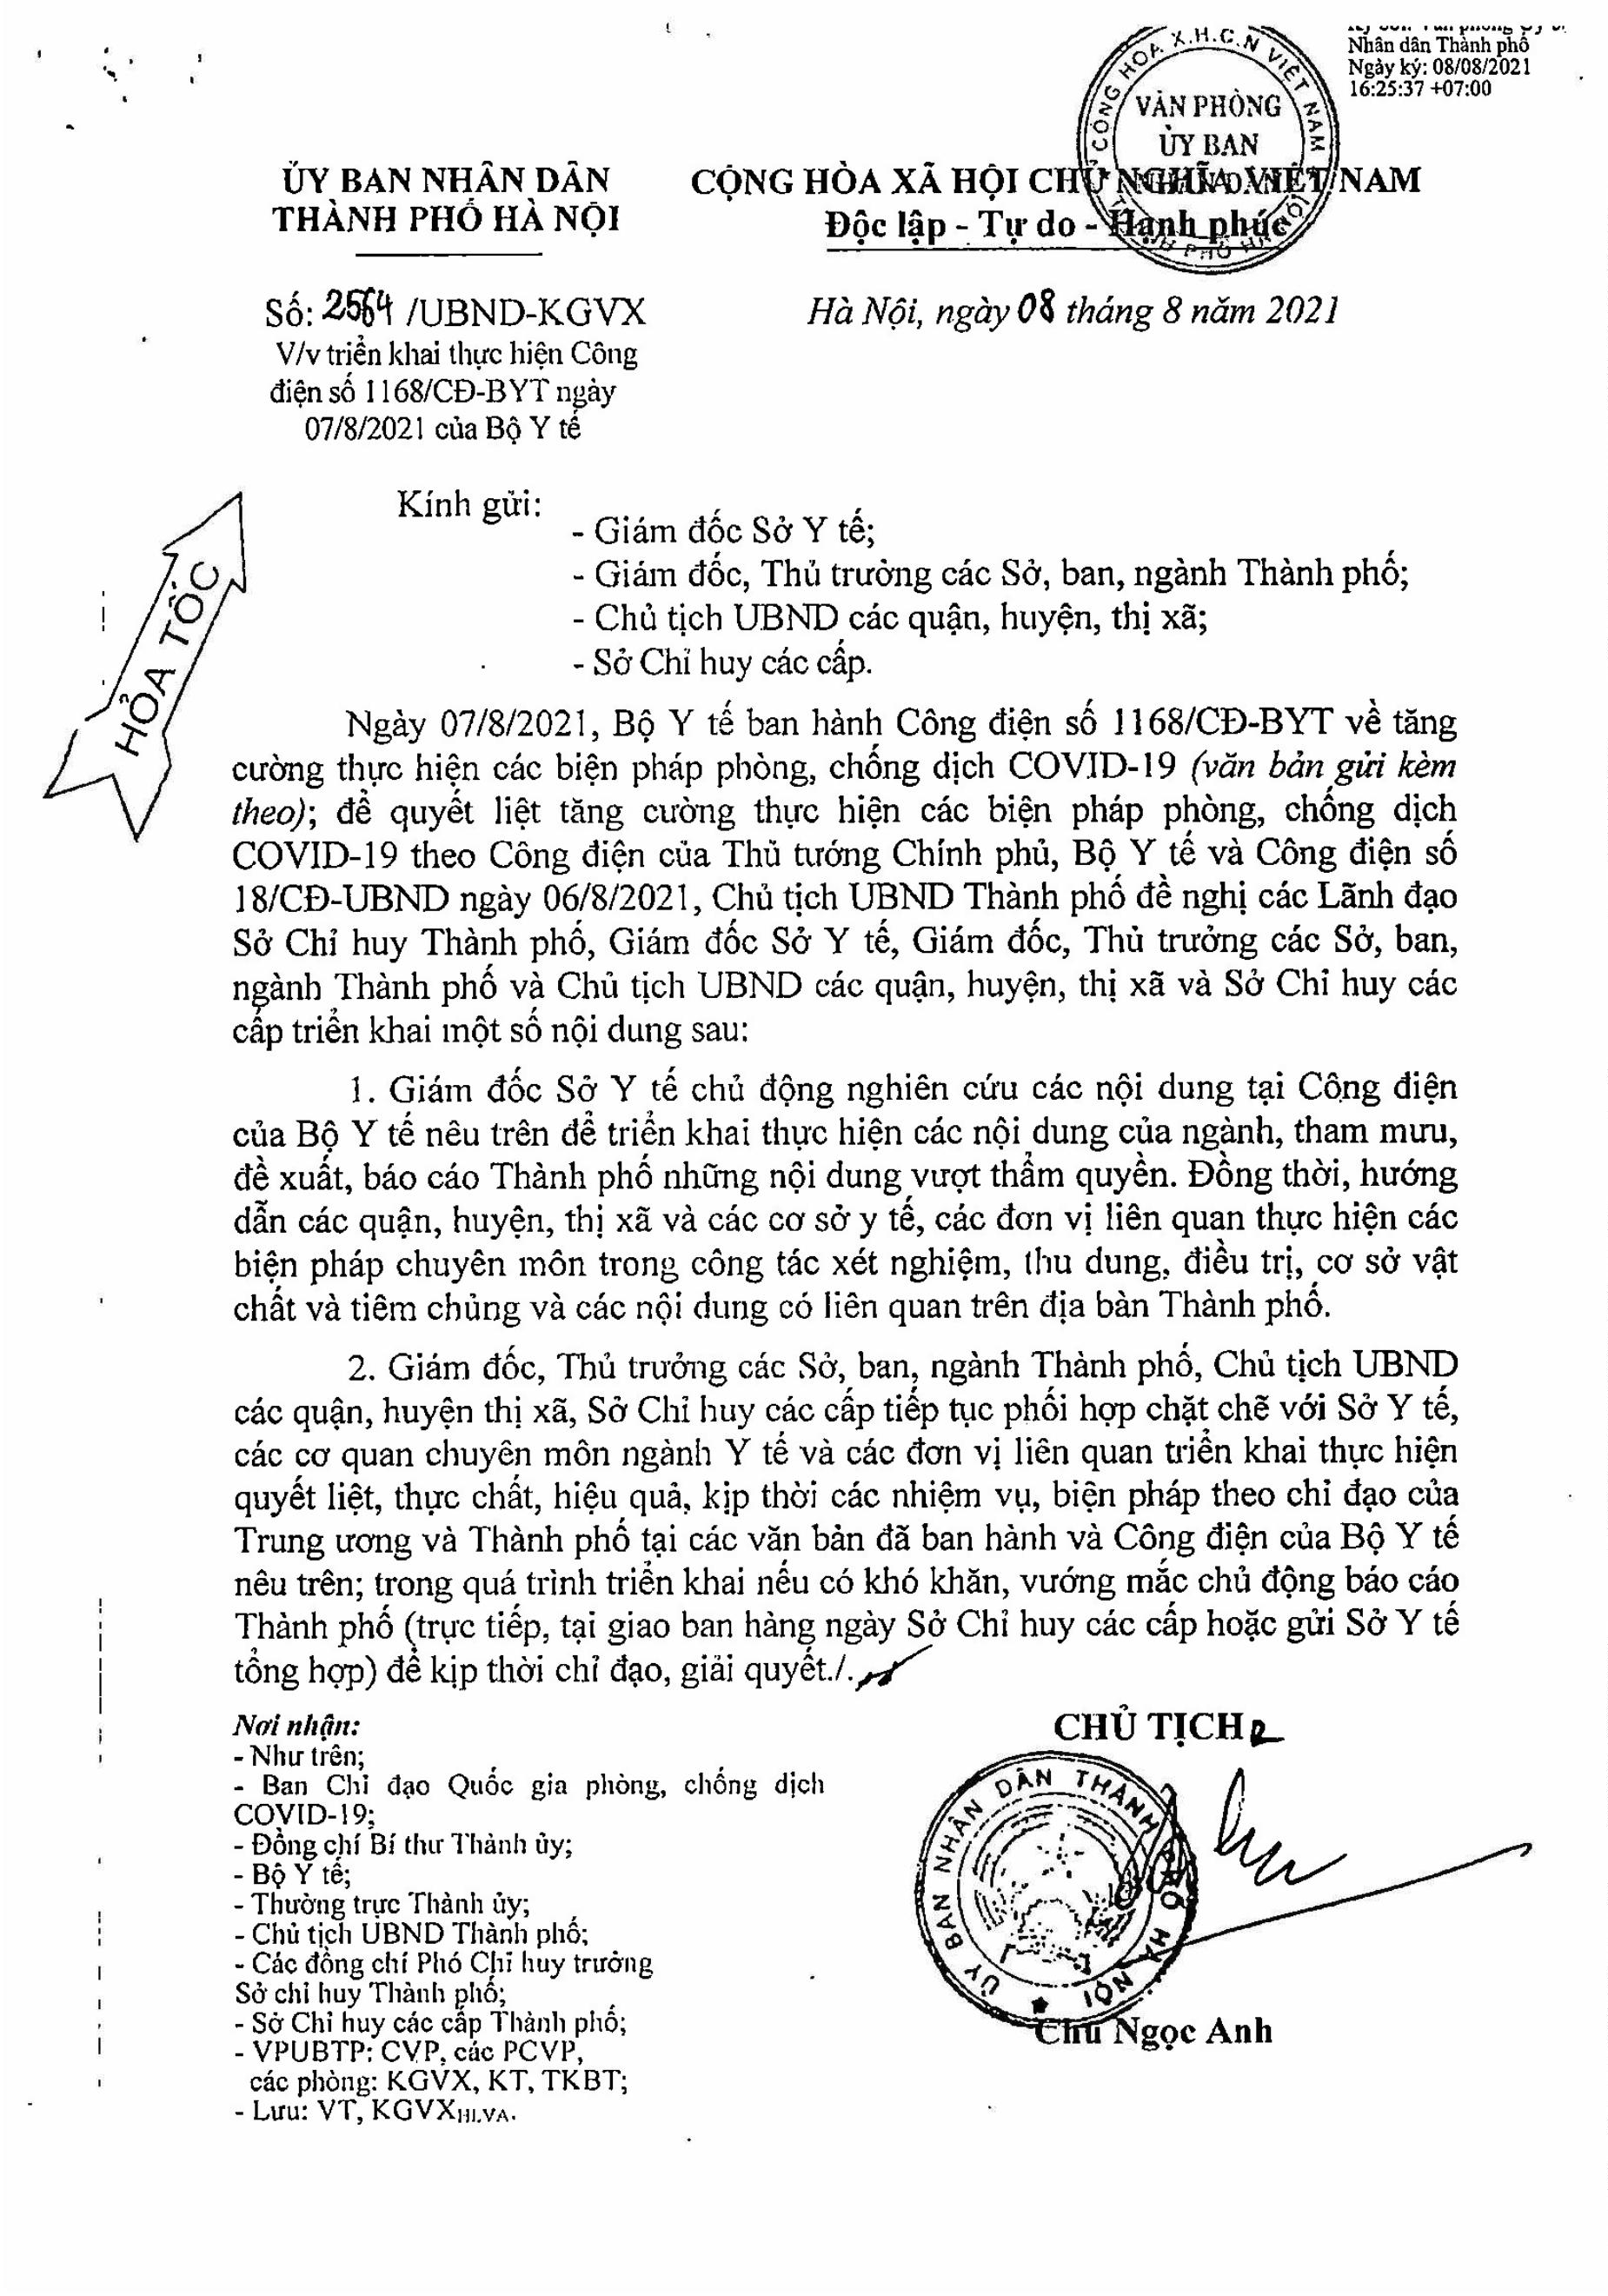 Nhân dân Thành phố
Ngày ký: 08/08/2021
16:25:37 +07:00
CỘNG HÒA X.H.C.N VIỆT NAM
VĂN PHÒNG
ỦY BAN
ỦY BAN NHÂN DÂN
THÀNH PHỐ HÀ NỘI
CỘNG HÒA XÃ HỘI CHỦ NGHĨA VIỆT NAM
Độc lập - Tự do - Hạnh phúc
Số: 2564 /UBND-KGVX
Hà Nội, ngày 08 tháng 8 năm 2021
V/v triển khai thực hiện Công
điện số 1168/CĐ-BYT ngày
07/8/2021 của Bộ Y tế
HỎA TỐC
Kính gửi:
- Giám đốc Sở Y tế;
- Giám đốc, Thủ trưởng các Sở, ban, ngành Thành phố;
- Chủ tịch UBND các quận, huyện, thị xã;
- Sở Chỉ huy các cấp.
Ngày 07/8/2021, Bộ Y tế ban hành Công điện số 1168/CĐ-BYT về tăng
cường thực hiện các biện pháp phòng, chống dịch COVID-19 (văn bản gửi kèm
theo); để quyết liệt tăng cường thực hiện các biện pháp phòng, chống dịch
COVID-19 theo Công điện của Thủ tướng Chính phủ, Bộ Y tế và Công điện số
18/CĐ-UBND ngày 06/8/2021, Chủ tịch UBND Thành phố đề nghị các Lãnh đạo
Sở Chỉ huy Thành phố, Giám đốc Sở Y tế, Giám đốc, Thủ trưởng các Sở, ban,
ngành Thành phố và Chủ tịch UBND các quận, huyện, thị xã và Sở Chỉ huy các
cấp triển khai một số nội dung sau:
1. Giám đốc Sở Y tế chủ động nghiên cứu các nội dung tại Công điện
của Bộ Y tế nêu trên để triển khai thực hiện các nội dung của ngành, tham mưu,
đề xuất, báo cáo Thành phố những nội dung vượt thẩm quyền. Đồng thời, hướng
dẫn các quận, huyện, thị xã và các cơ sở y tế, các đơn vị liên quan thực hiện các
biện pháp chuyên môn trong công tác xét nghiệm, thu dung, điều trị, cơ sở vật
chất và tiêm chủng và các nội dung có liên quan trên địa bàn Thành phố.
2. Giám đốc, Thủ trưởng các Sở, ban, ngành Thành phố, Chủ tịch UBND
các quận, huyện thị xã, Sở Chỉ huy các cấp tiếp tục phối hợp chặt chẽ với Sở Y tế,
các cơ quan chuyên môn ngành Y tế và các đơn vị liên quan triển khai thực hiện
quyết liệt, thực chất, hiệu quả, kịp thời các nhiệm vụ, biện pháp theo chỉ đạo của
Trung ương và Thành phố tại các văn bản đã ban hành và Công điện của Bộ Y tế
nêu trên; trong quá trình triển khai nếu có khó khăn, vướng mắc chủ động báo cáo
Thành phố (trực tiếp, tại giao ban hàng ngày Sở Chỉ huy các cấp hoặc gửi Sở Y tế
tổng hợp) để kịp thời chỉ đạo, giải quyết./.
Nơi nhận:
- Như trên;
- Ban Chỉ đạo Quốc gia phòng, chống dịch
COVID-19;
- Đồng chí Bí thư Thành ủy;
- Bộ Y tế;
- Thường trực Thành ủy;
- Chủ tịch UBND Thành phố;
- Các đồng chí Phó Chỉ huy trưởng
Sở chỉ huy Thành phố;
- Sở Chỉ huy các cấp Thành phố;
- VPUBTP: CVP, các PCVP,
các phòng: KGVX, KT, TKBT;
- Lưu: VT, KGVXHLVA.
CHỦ TỊCH
ỦY BAN NHÂN DÂN THÀNH PHỐ HÀ NỘI
Chu Ngọc Anh